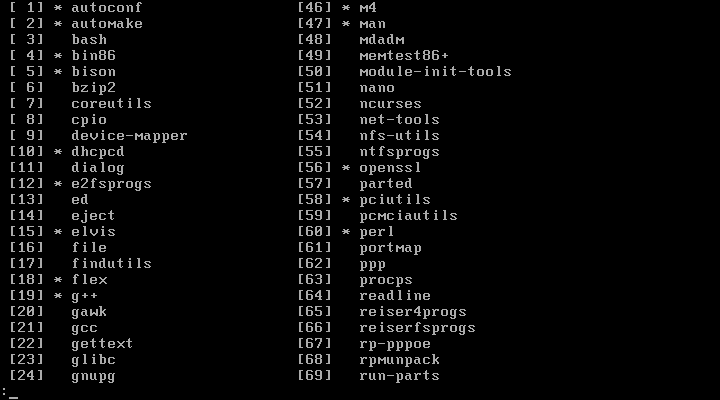 [ 1] * autoconf [46] * m4
[ 2] * automake [47] * man
[ 3] bash [48] mdadm
[ 4] * bin86 [49] memtest86+
[ 5] * bison [50] module-init-tools
[ 6] bzip2 [51] nano
[ 7] coreutils [52] ncurses
[ 8] cpio [53] net-tools
[ 9] device-mapper [54] nfs-utils
[10] * dhcpcd [55] ntfsprogs
[11] dialog [56] * openssl
[12] * e2fsprogs [57] parted
[13] ed [58] * pciutils
[14] eject [59] pcmciautils
[15] * elvis [60] * perl
[16] file [61] portmap
[17] findutils [62] ppp
[18] * flex [63] procps
[19] * g++ [64] readline
[20] gawk [65] reiser4progs
[21] gcc [66] reiserfsprogs
[22] gettext [67] rp-pppoe
[23] glibc [68] rpmunpack
[24] gnupg [69] run-parts
:_